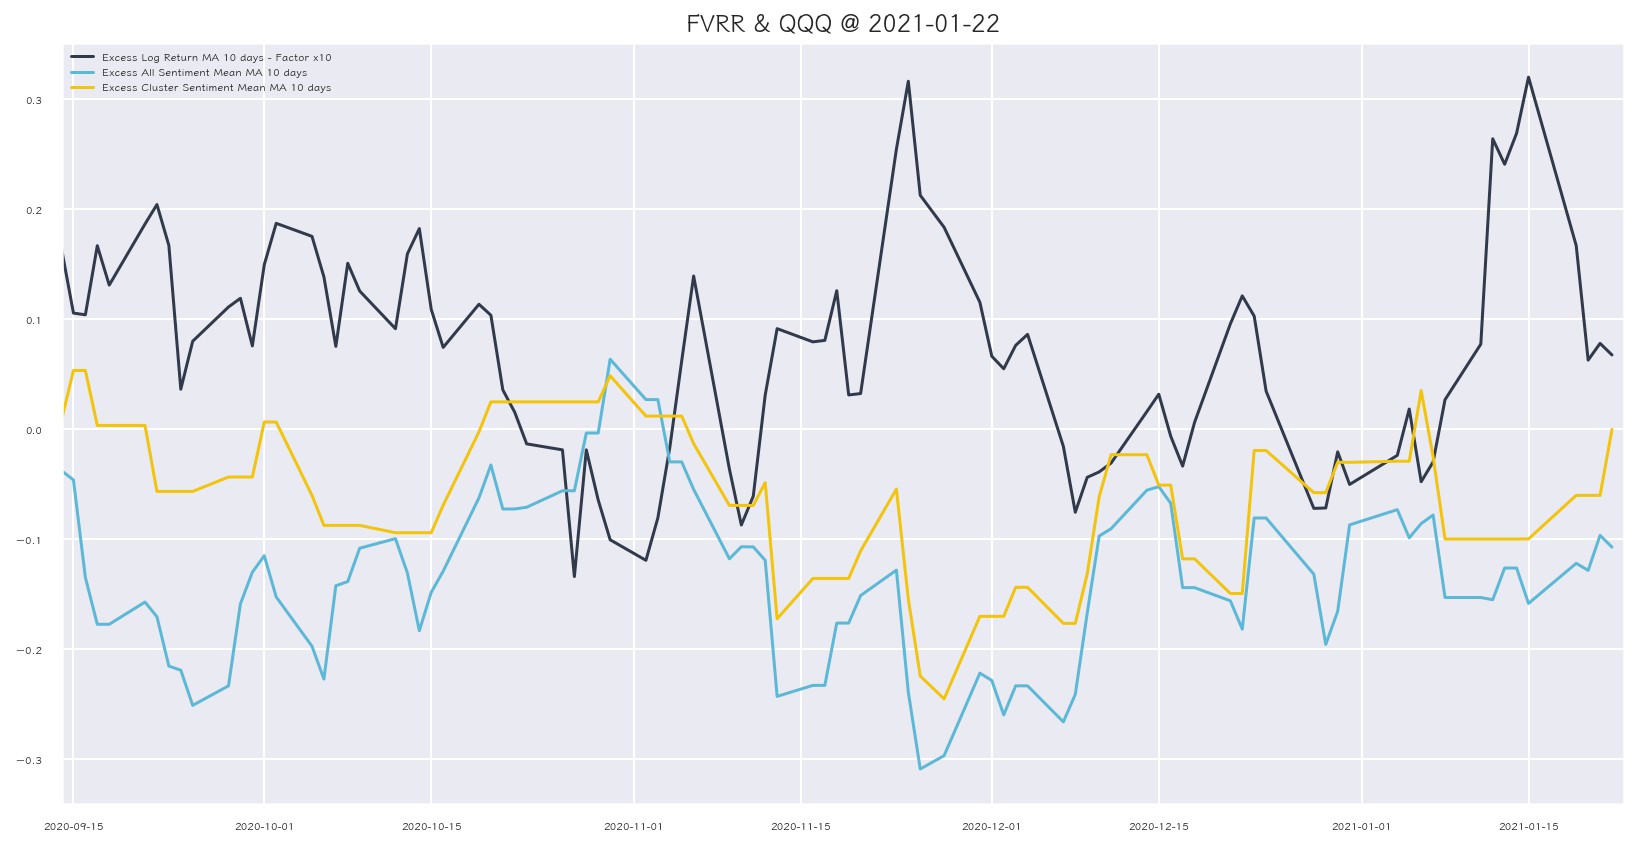 FVRR & QQQ @ 2021-01-22
Excess Log Return MA 10 days - Factor x10
Excess All Sentiment Mean MA 10 days
Excess Cluster Sentiment Mean MA 10 days
0.3
0.2
0.1
0.0
−0.1
−0.2
−0.3
2020-09-15 2020-10-01 2020-10-15 2020-11-01 2020-11-15 2020-12-01 2020-12-15 2021-01-01 2021-01-15